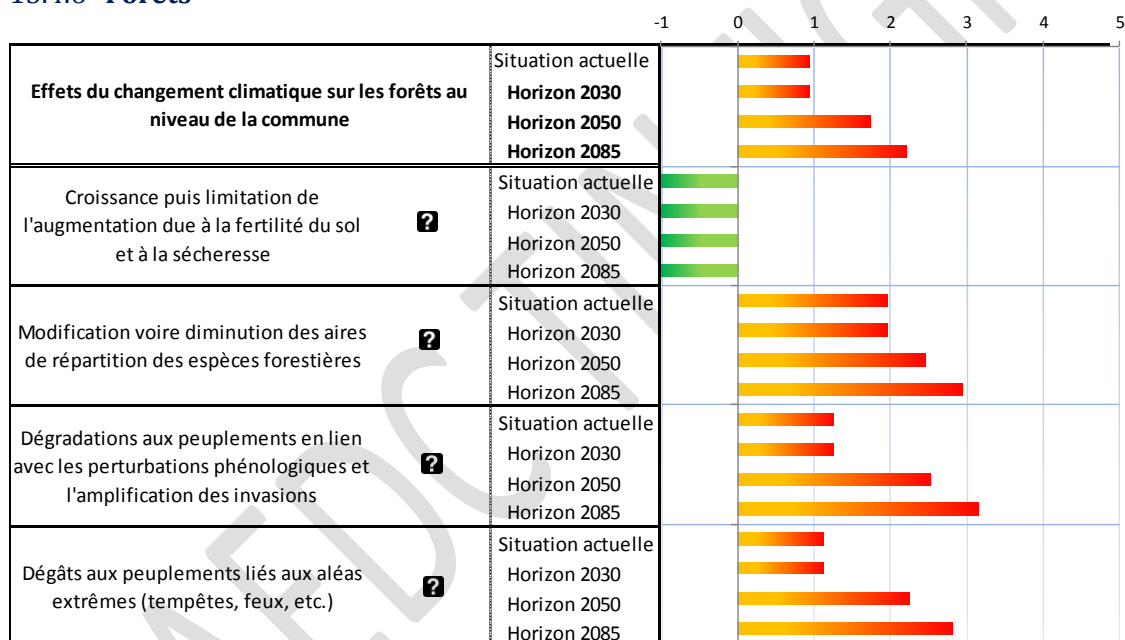 -1 0 1 2 3 4 5
Effets du changement climatique sur les forêts au
niveau de la commune
Situation actuelle
Horizon 2030
Horizon 2050
Horizon 2085
Croissance puis limitation de
l'augmentation due à la fertilité du sol
et à la sécheresse
?
Situation actuelle
Horizon 2030
Horizon 2050
Horizon 2085
Modification voire diminution des aires
de répartition des espèces forestières
?
Situation actuelle
Horizon 2030
Horizon 2050
Horizon 2085
Dégradations aux peuplements en lien
avec les perturbations phénologiques et
l'amplification des invasions
?
Situation actuelle
Horizon 2030
Horizon 2050
Horizon 2085
Dégâts aux peuplements liés aux aléas
extrêmes (tempêtes, feux, etc.)
?
Situation actuelle
Horizon 2030
Horizon 2050
Horizon 2085